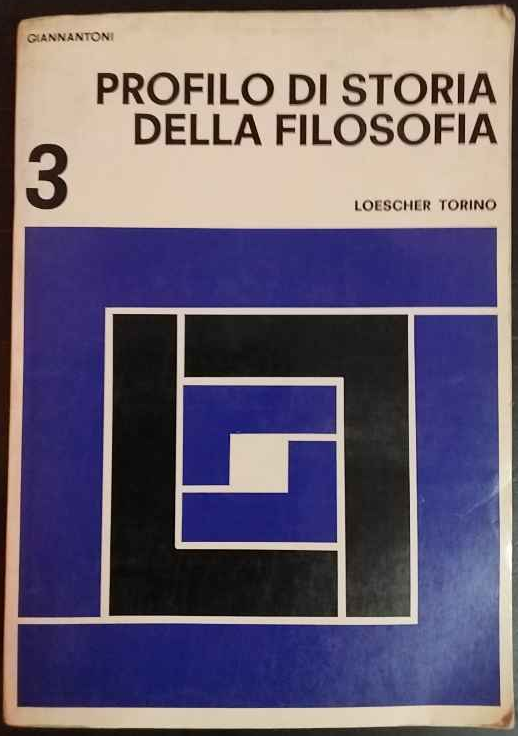 GIANNANTONI
PROFILO DI STORIA
DELLA FILOSOFIA
3
LOESCHER TORINO